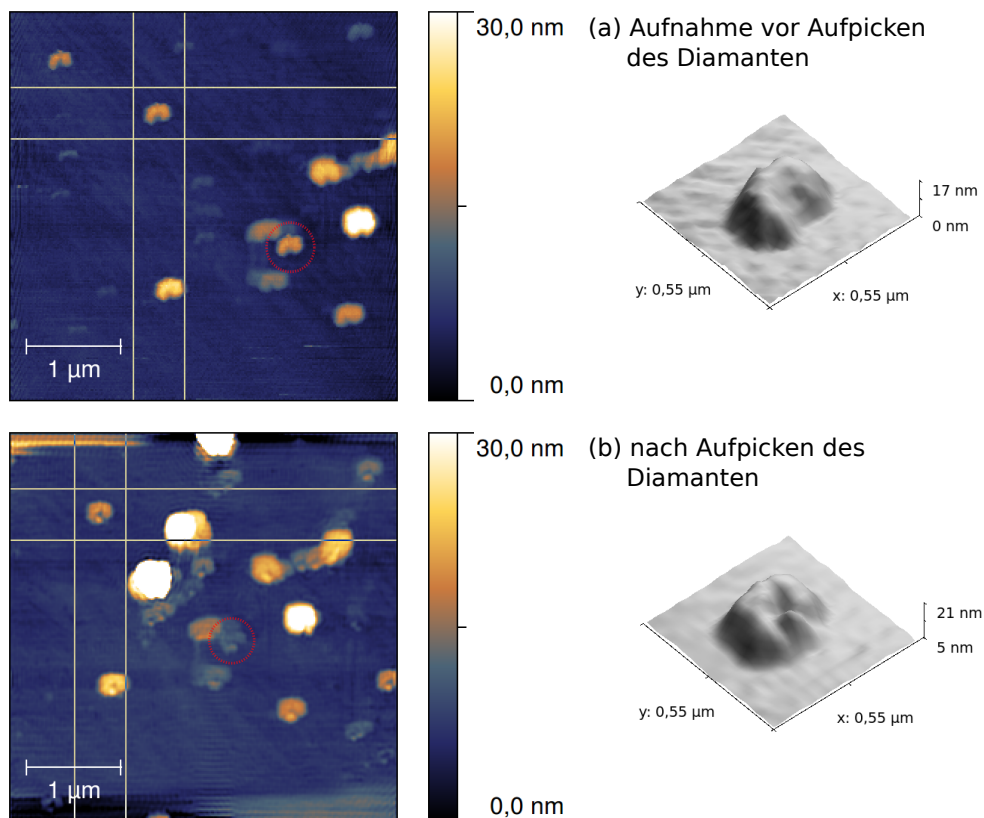 30,0 nm
(a) Aufnahme vor Aufpicken
des Diamanten
17 nm
0 nm
y: 0,55 µm
x: 0,55 µm
1 µm
0,0 nm
30,0 nm
(b) nach Aufpicken des
Diamanten
21 nm
5 nm
y: 0,55 µm
x: 0,55 µm
1 µm
0,0 nm